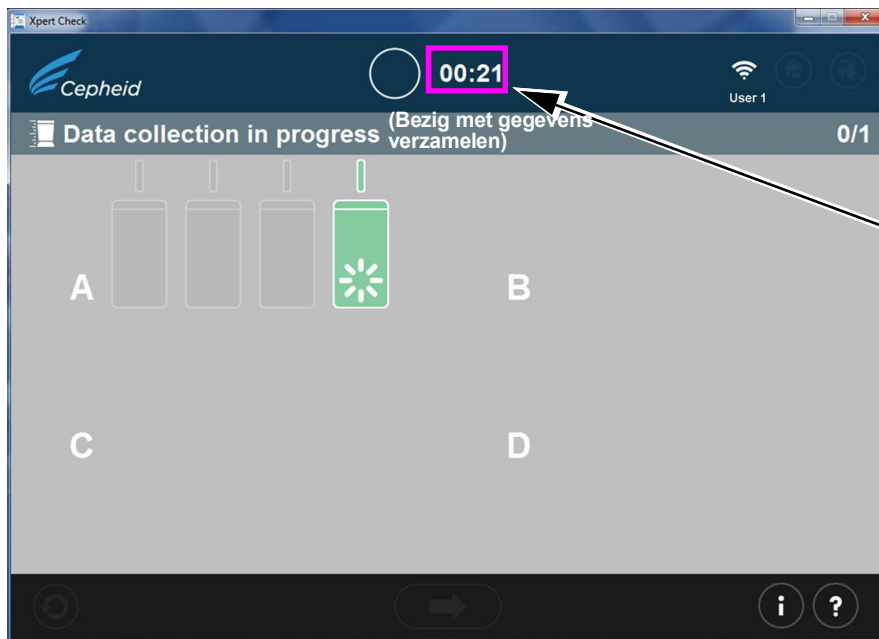 Xpert Check
Cepheid
00:21
User 1
Data collection in progress
(Bezig met gegevens
verzamelen)
0/1
A
B
C
D
i
?